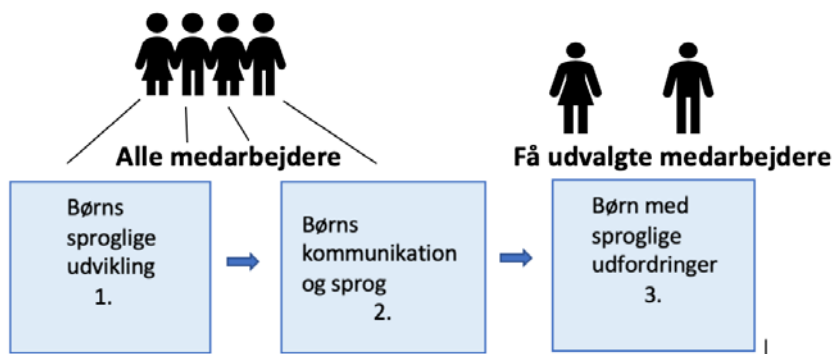 Alle medarbejdere
Få udvalgte medarbejdere
Børns
sproglige
udvikling
1.
Børns
kommunikation
og sprog
2.
Børn med
sproglige
udfordringer
3.